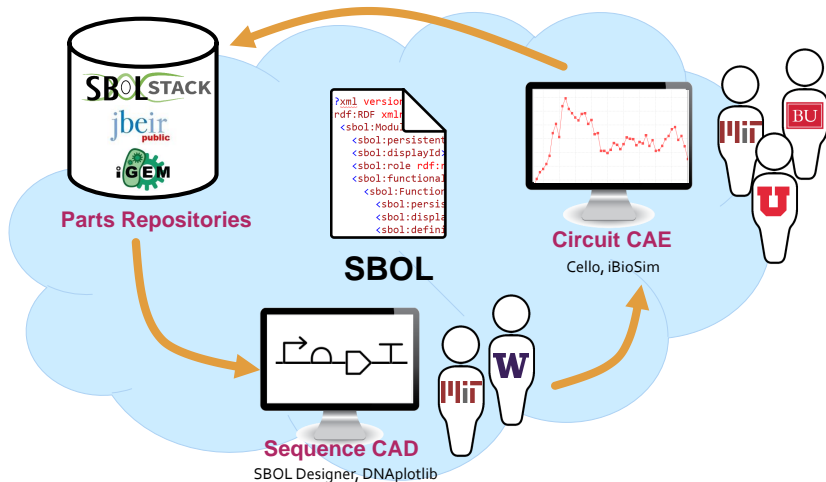 SBOL STACK
jbeir
public
iGEM
Parts Repositories
?xml version
rdf:RDF xmln
<sbol:Modul
<sbol:persistent
<sbol:displayId>
<sbol:role rdf:r
<sbol:functional
<sbol:Function
<sbol:persis
<sbol:displa
<sbol:defini
SBOL
Circuit CAE
Cello, iBioSim
MIT
BU
U
MIT
W
Sequence CAD
SBOL Designer, DNAplotlib